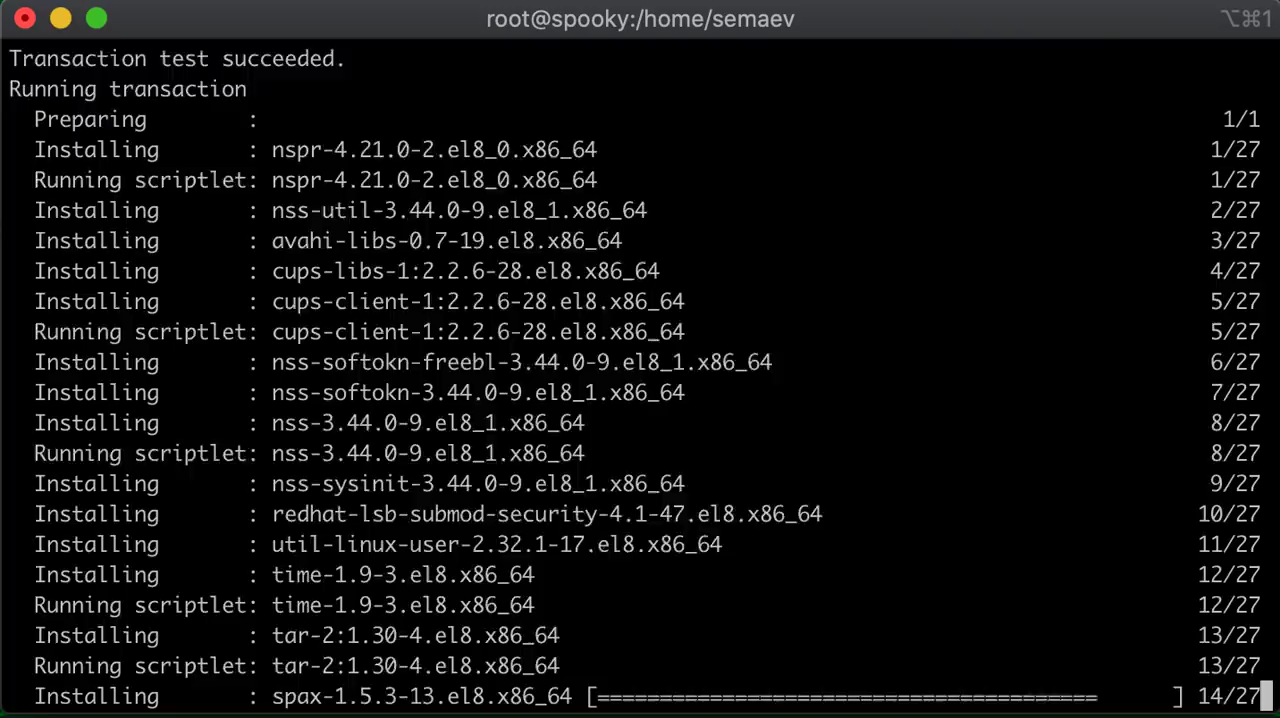 root@spooky:/home/semaev ⌥⌘1
Transaction test succeeded.
Running transaction
Preparing : 1/1
Installing : nspr-4.21.0-2.el8_0.x86_64 1/27
Running scriptlet: nspr-4.21.0-2.el8_0.x86_64 1/27
Installing : nss-util-3.44.0-9.el8_1.x86_64 2/27
Installing : avahi-libs-0.7-19.el8.x86_64 3/27
Installing : cups-libs-1:2.2.6-28.el8.x86_64 4/27
Installing : cups-client-1:2.2.6-28.el8.x86_64 5/27
Running scriptlet: cups-client-1:2.2.6-28.el8.x86_64 5/27
Installing : nss-softokn-freebl-3.44.0-9.el8_1.x86_64 6/27
Installing : nss-softokn-3.44.0-9.el8_1.x86_64 7/27
Installing : nss-3.44.0-9.el8_1.x86_64 8/27
Running scriptlet: nss-3.44.0-9.el8_1.x86_64 8/27
Installing : nss-sysinit-3.44.0-9.el8_1.x86_64 9/27
Installing : redhat-lsb-submod-security-4.1-47.el8.x86_64 10/27
Installing : util-linux-user-2.32.1-17.el8.x86_64 11/27
Installing : time-1.9-3.el8.x86_64 12/27
Running scriptlet: time-1.9-3.el8.x86_64 12/27
Installing : tar-2:1.30-4.el8.x86_64 13/27
Running scriptlet: tar-2:1.30-4.el8.x86_64 13/27
Installing : spax-1.5.3-13.el8.x86_64 [======================================== ] 14/27